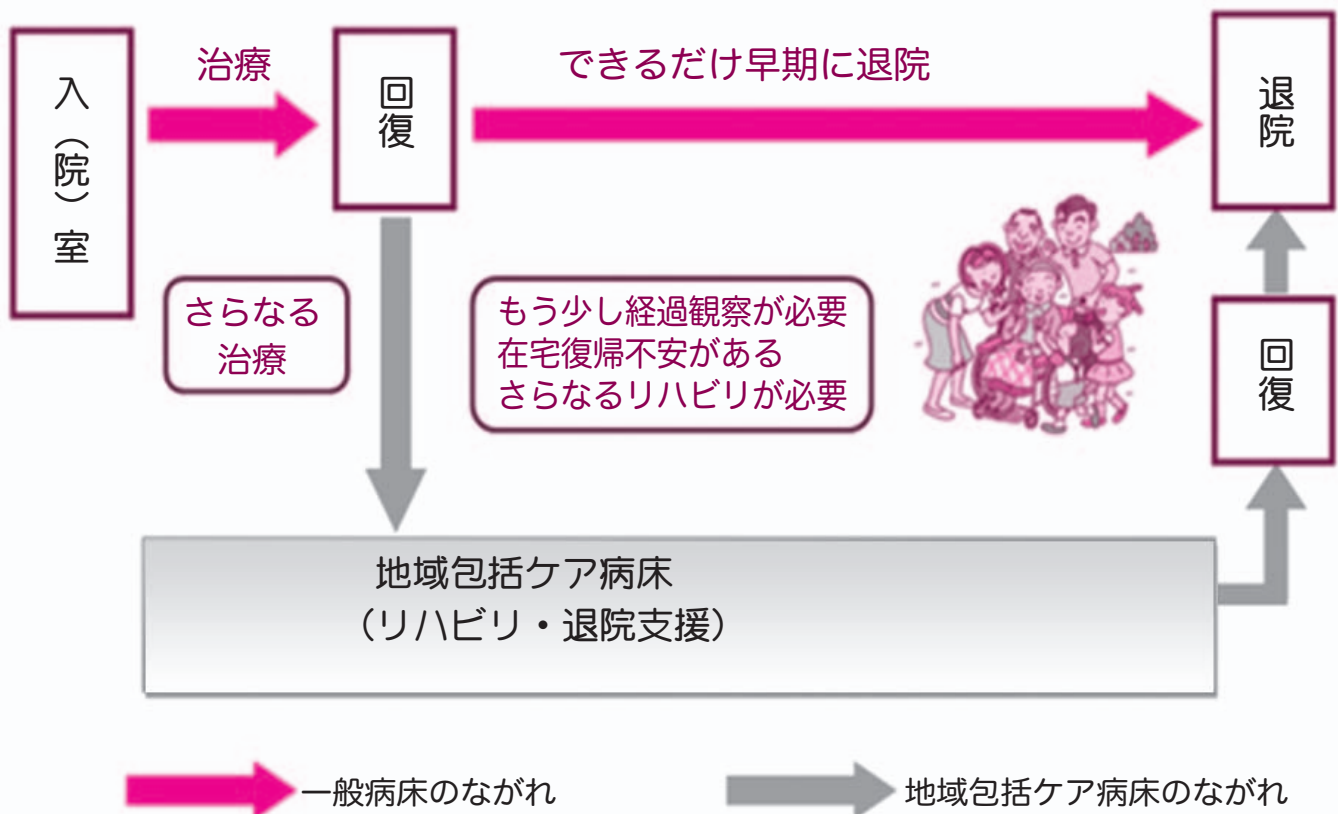 入（院）室
治療
回復
できるだけ早期に退院
退院
さらなる
治療
もう少し経過観察が必要
在宅復帰不安がある
さらなるリハビリが必要
回復
地域包括ケア病床
（リハビリ・退院支援）
一般病床のながれ
地域包括ケア病床のながれ